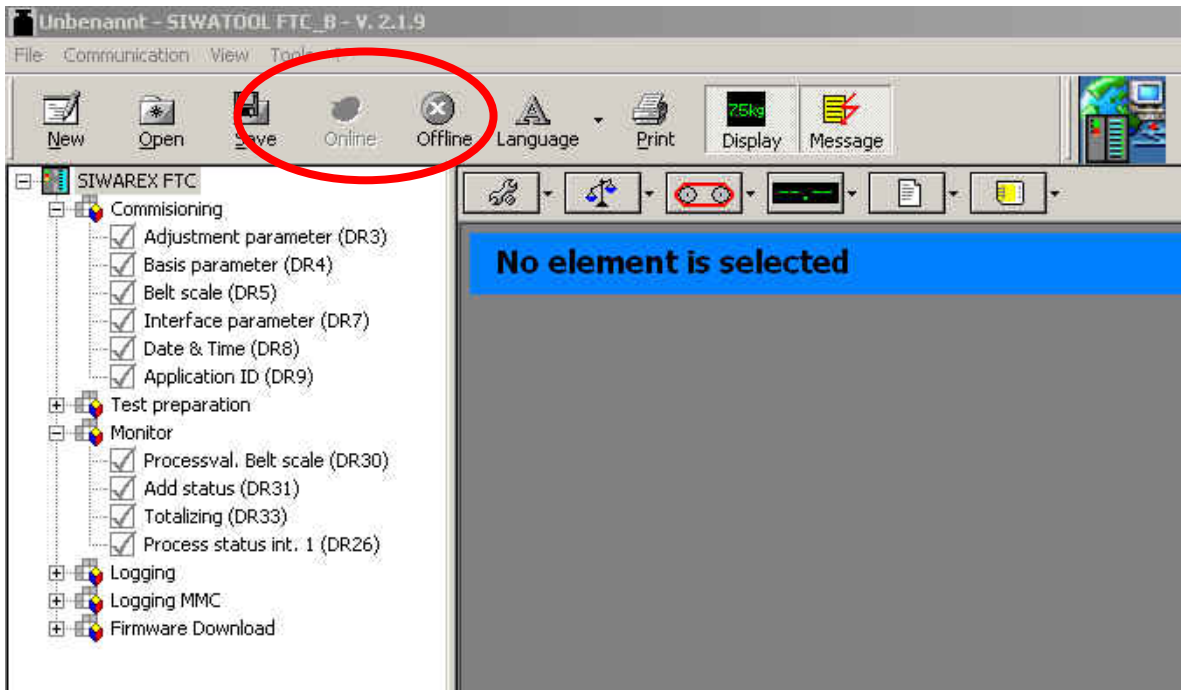 Unbenannt - SIWATOOL FTC_B - V. 2.1.9
File Communication View Tools ?
New Open Save Online Offline Language Print 7.5kg Display Message
SIWAREX FTC
Commisioning
Adjustment parameter (DR3)
Basis parameter (DR4)
Belt scale (DR5)
Interface parameter (DR7)
Date & Time (DR8)
Application ID (DR9)
Test preparation
Monitor
Processval. Belt scale (DR30)
Add status (DR31)
Totalizing (DR33)
Process status int. 1 (DR26)
Logging
Logging MMC
Firmware Download
No element is selected